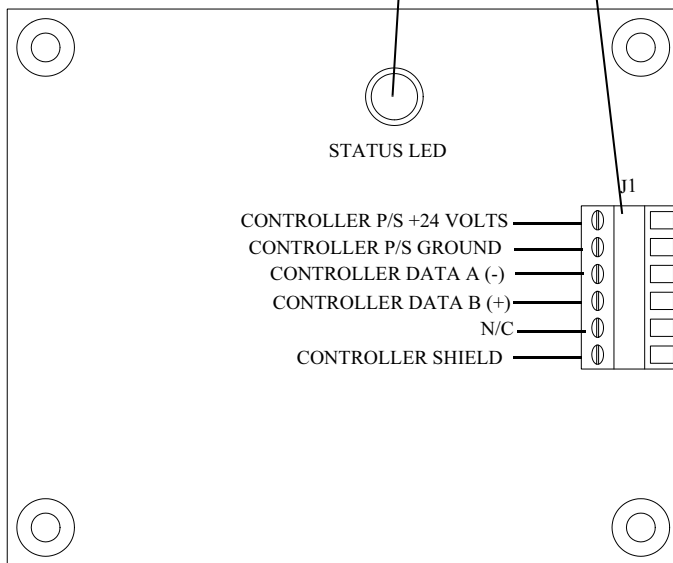 STATUS LED
J1
CONTROLLER P/S +24 VOLTS
CONTROLLER P/S GROUND
CONTROLLER DATA A (-)
CONTROLLER DATA B (+)
N/C
CONTROLLER SHIELD